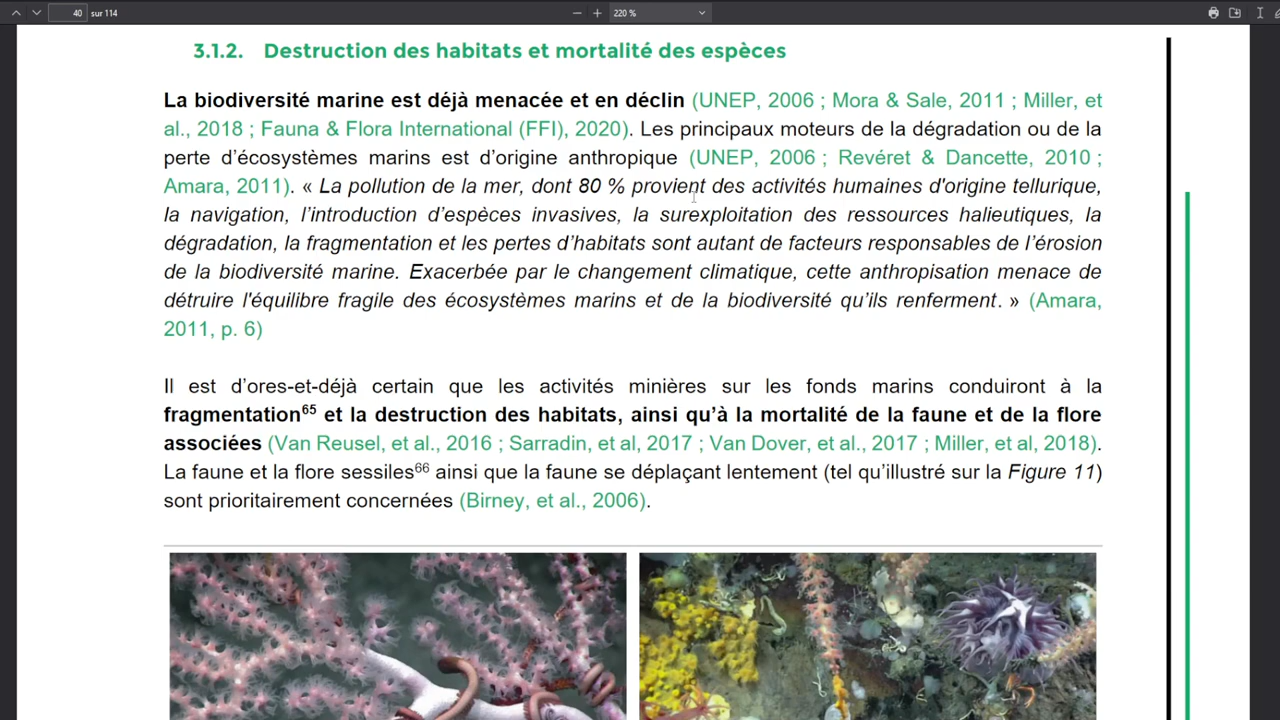 40 sur 114
220 %
3.1.2. Destruction des habitats et mortalité des espèces
La biodiversité marine est déjà menacée et en déclin (UNEP, 2006 ; Mora & Sale, 2011 ; Miller, et
al., 2018 ; Fauna & Flora International (FFI), 2020). Les principaux moteurs de la dégradation ou de la
perte d’écosystèmes marins est d’origine anthropique (UNEP, 2006 ; Revéret & Dancette, 2010 ;
Amara, 2011). « La pollution de la mer, dont 80 % provient des activités humaines d'origine tellurique,
la navigation, l’introduction d’espèces invasives, la surexploitation des ressources halieutiques, la
dégradation, la fragmentation et les pertes d’habitats sont autant de facteurs responsables de l’érosion
de la biodiversité marine. Exacerbée par le changement climatique, cette anthropisation menace de
détruire l'équilibre fragile des écosystèmes marins et de la biodiversité qu’ils renferment. » (Amara,
2011, p. 6)
Il est d’ores-et-déjà certain que les activités minières sur les fonds marins conduiront à la
fragmentation65 et la destruction des habitats, ainsi qu’à la mortalité de la faune et de la flore
associées (Van Reusel, et al., 2016 ; Sarradin, et al, 2017 ; Van Dover, et al., 2017 ; Miller, et al, 2018).
La faune et la flore sessiles66 ainsi que la faune se déplaçant lentement (tel qu’illustré sur la Figure 11)
sont prioritairement concernées (Birney, et al., 2006).